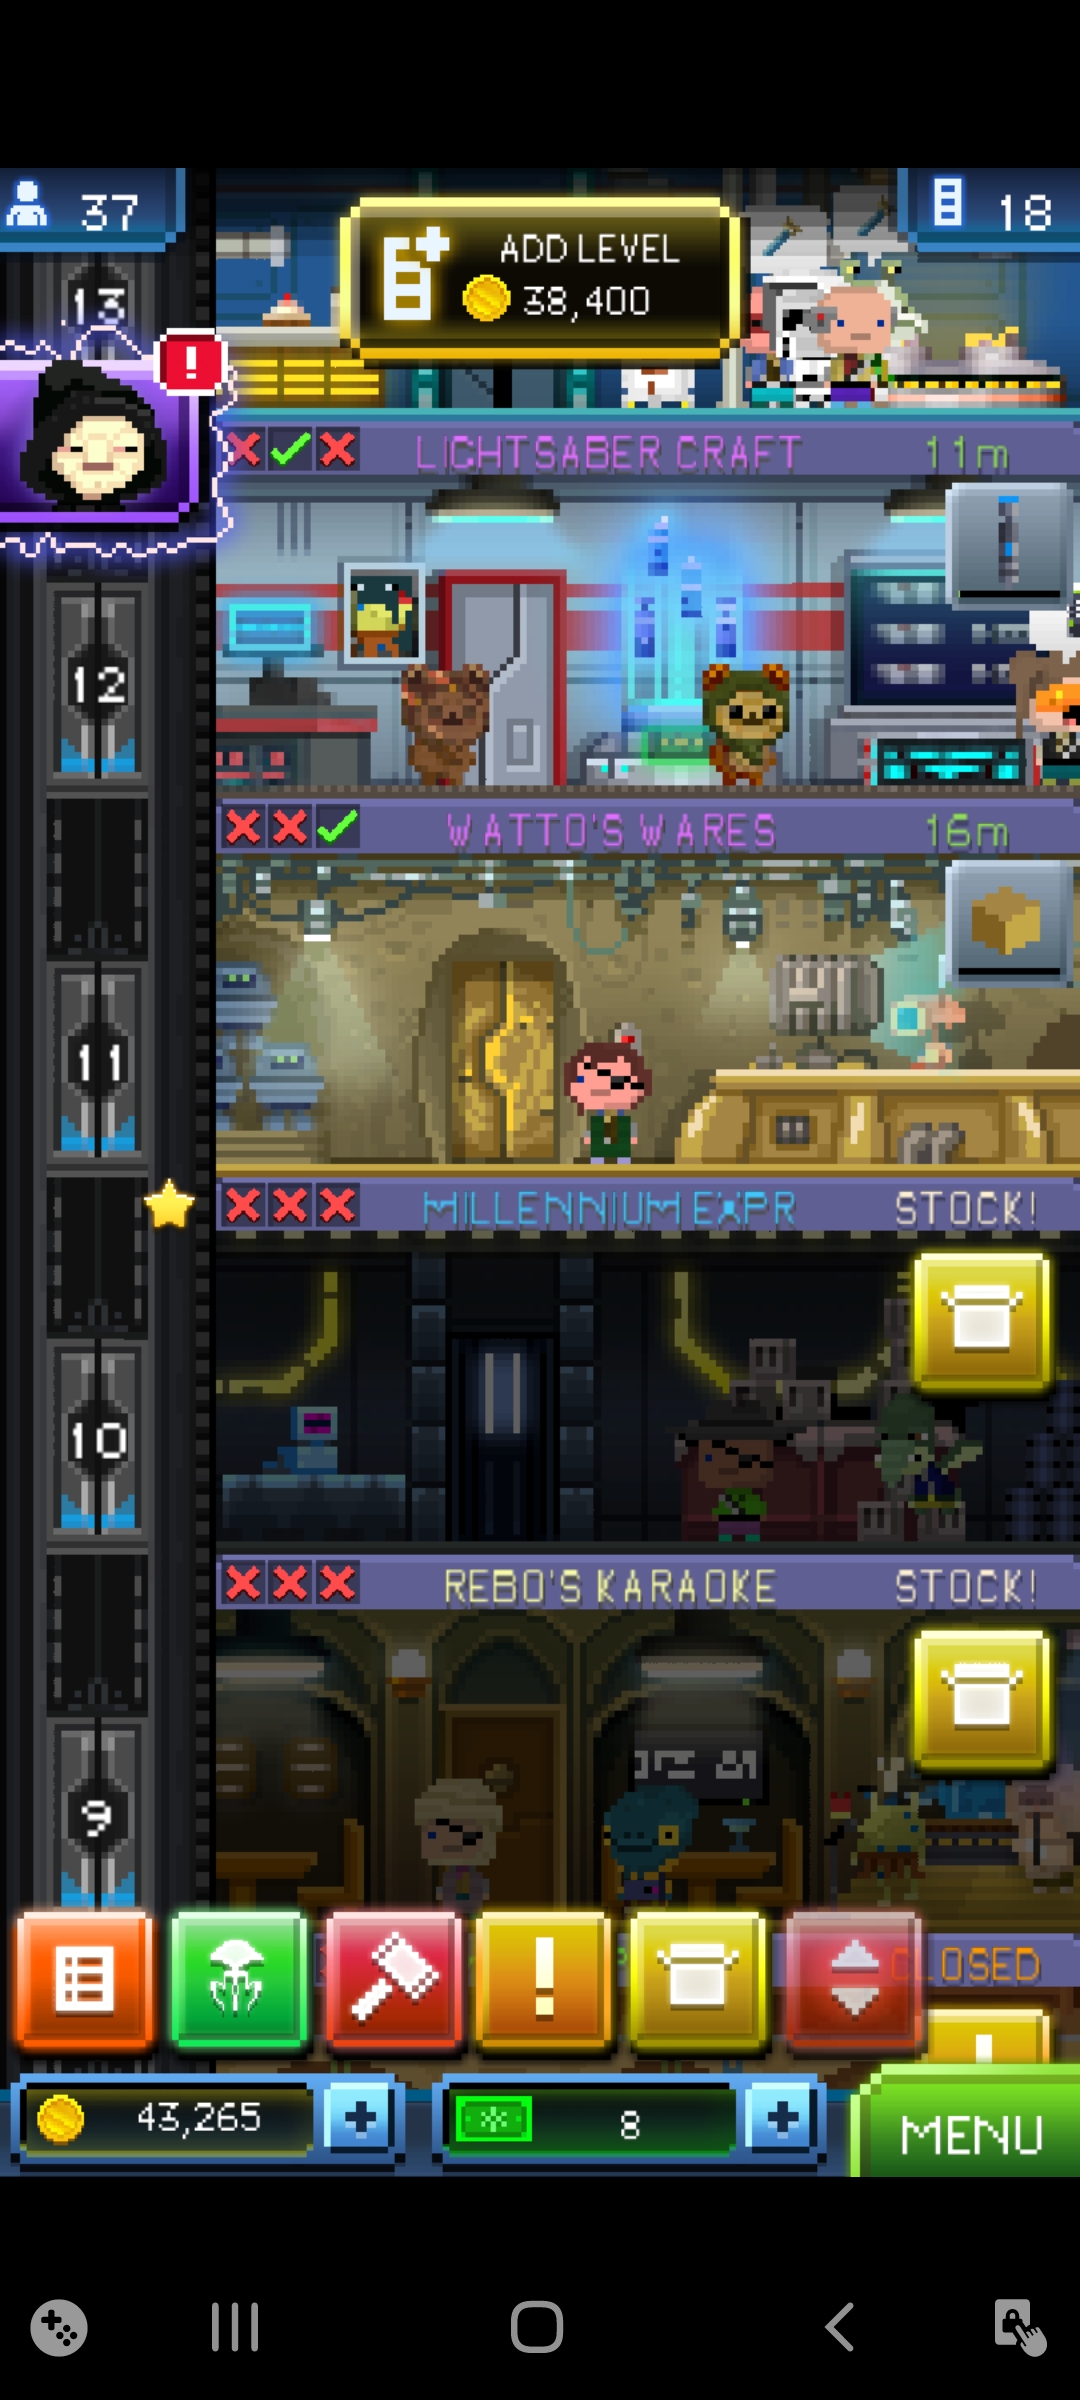 37
ADD LEVEL
38,400
18
13
!
LIGHTSABER CRAFT
11m
12
WATTO'S WARES
16m
11
MILLENNIUM EXPR
STOCK!
10
REBO'S KARAOKE
STOCK!
9
!
CLOSED
43,265
+
8
+
MENU